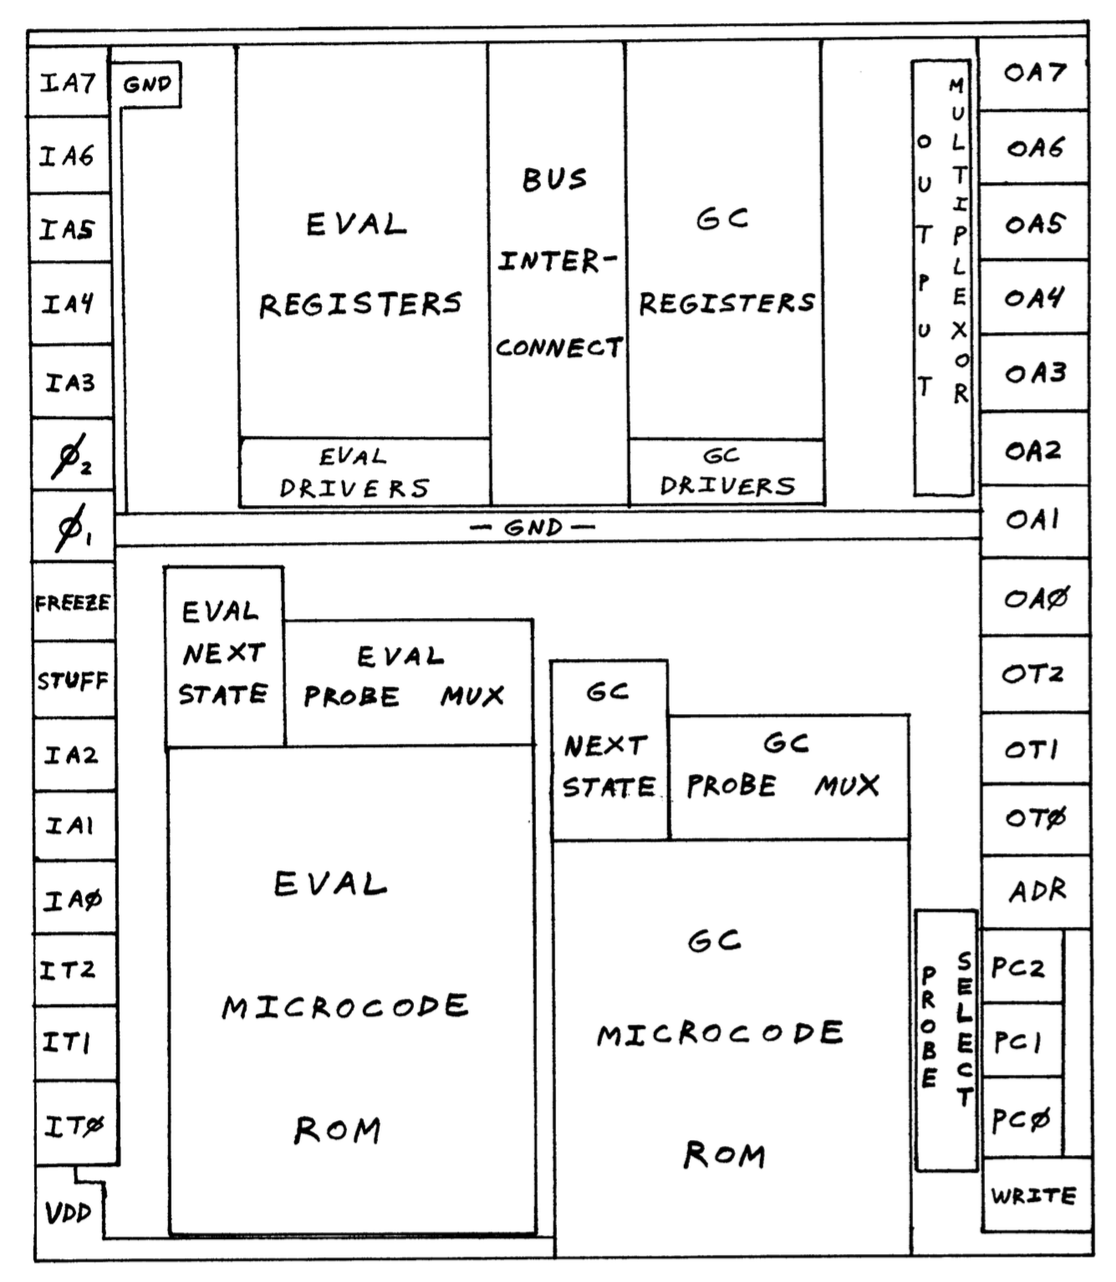 IA7
IA6
IA5
IA4
IA3
φ2
φ1
FREEZE
STUFF
IA2
IA1
IAØ
IT2
IT1
ITØ
VDD
GND
EVAL
REGISTERS
EVAL
DRIVERS
BUS
INTER-
CONNECT
GC
REGISTERS
GC
DRIVERS
OUTPUT
MULTIPLEXOR
— GND —
EVAL
NEXT
STATE
EVAL
PROBE MUX
EVAL
MICROCODE
ROM
GC
NEXT
STATE
GC
PROBE MUX
GC
MICROCODE
ROM
PROBE
SELECT
OA7
OA6
OA5
OA4
OA3
OA2
OA1
OAØ
OT2
OT1
OTØ
ADR
PC2
PC1
PCØ
WRITE